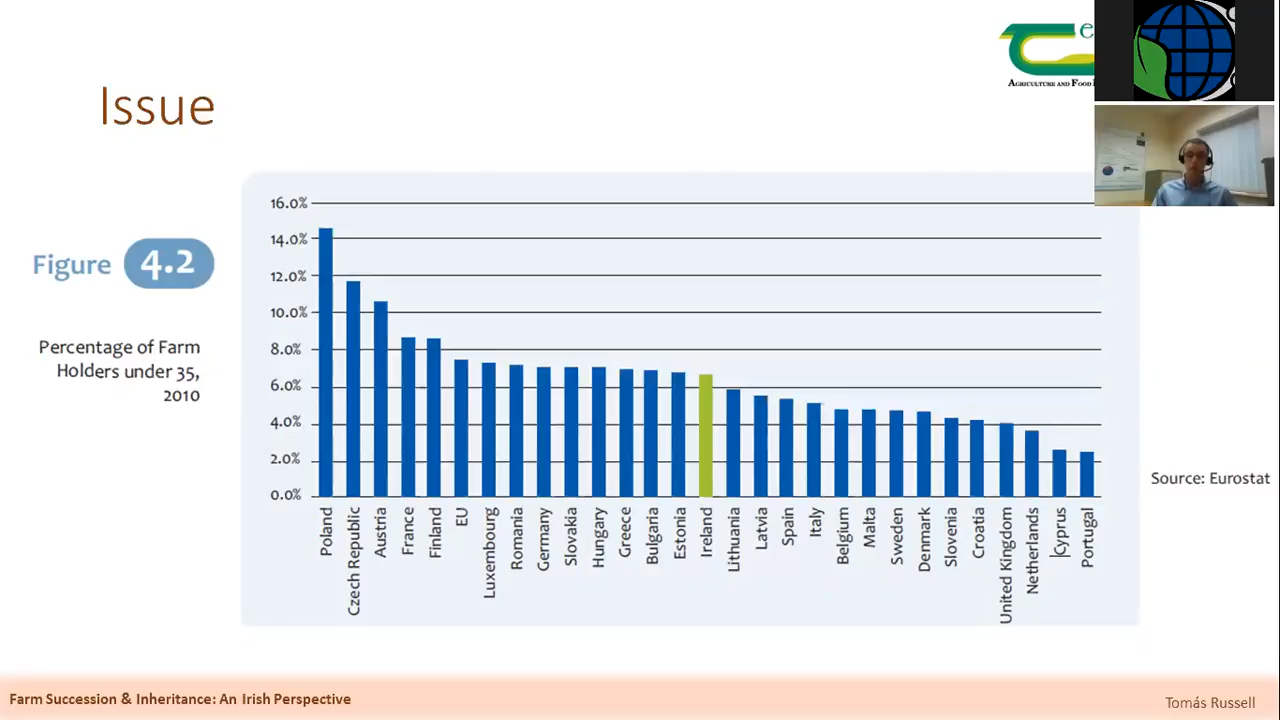 Issue
e
AGRICULTURE AND FOOD
Figure 4.2
Percentage of Farm
Holders under 35,
2010
16.0%
14.0%
12.0%
10.0%
8.0%
6.0%
4.0%
2.0%
0.0%
Poland
Czech Republic
Austria
France
Finland
EU
Luxembourg
Romania
Germany
Slovakia
Hungary
Greece
Bulgaria
Estonia
Ireland
Lithuania
Latvia
Spain
Italy
Belgium
Malta
Sweden
Denmark
Slovenia
Croatia
United Kingdom
Netherlands
Cyprus
Portugal
Source: Eurostat
Farm Succession & Inheritance: An Irish Perspective
Tomás Russell